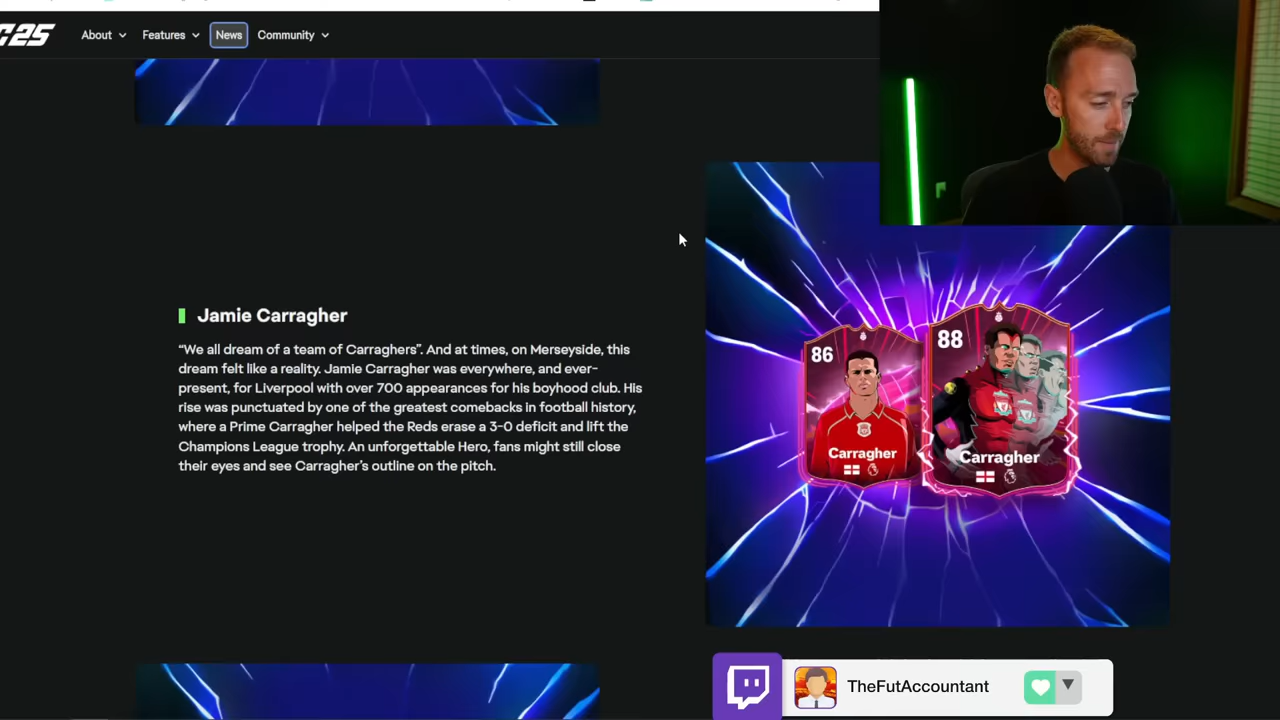 C25
About
Features
News
Community
Jamie Carragher
“We all dream of a team of Carraghers”. And at times, on Merseyside, this
dream felt like a reality. Jamie Carragher was everywhere, and ever-
present, for Liverpool with over 700 appearances for his boyhood club. His
rise was punctuated by one of the greatest comebacks in football history,
where a Prime Carragher helped the Reds erase a 3-0 deficit and lift the
Champions League trophy. An unforgettable Hero, fans might still close
their eyes and see Carragher’s outline on the pitch.
86
Carragher
88
Carragher
TheFutAccountant